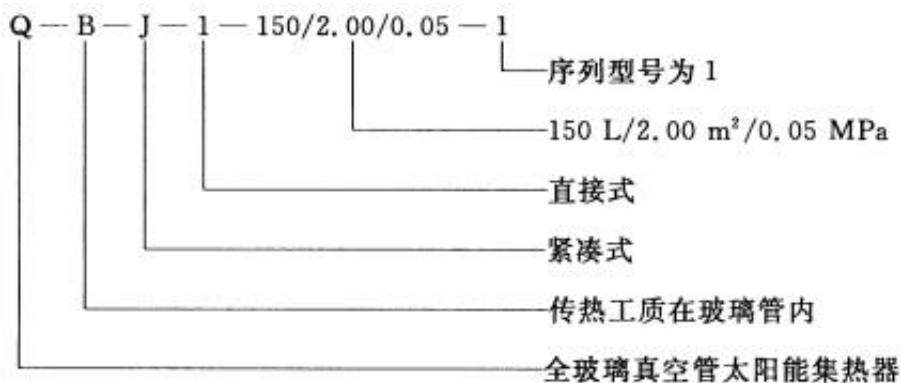 Q—B—J—1—150/2.00/0.05—1
序列型号为1
150 L/2.00 m²/0.05 MPa
直接式
紧凑式
传热工质在玻璃管内
全玻璃真空管太阳能集热器